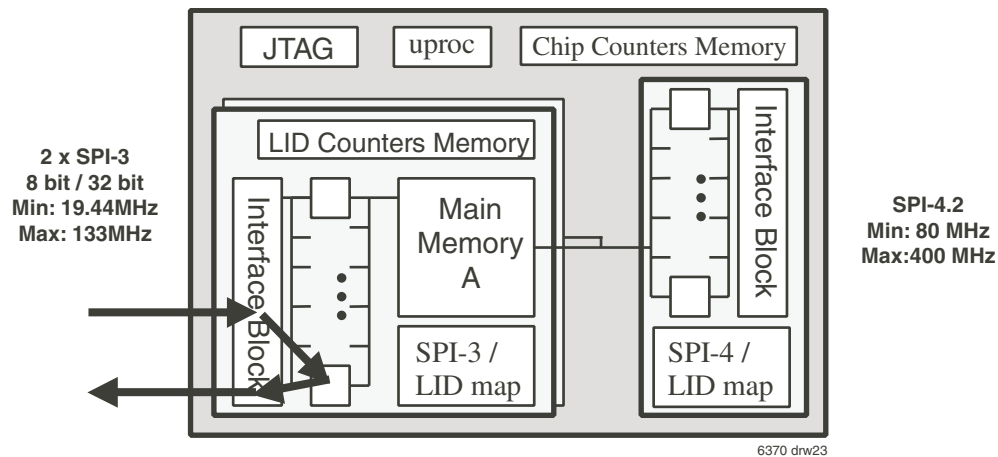 JTAG
uproc
Chip Counters Memory
LID Counters Memory
2 x SPI-3
8 bit / 32 bit
Min: 19.44MHz
Max: 133MHz
Interface Block
Main
Memory
A
SPI-3 /
LID map
Interface Block
SPI-4 /
LID map
SPI-4.2
Min: 80 MHz
Max:400 MHz
6370 drw23